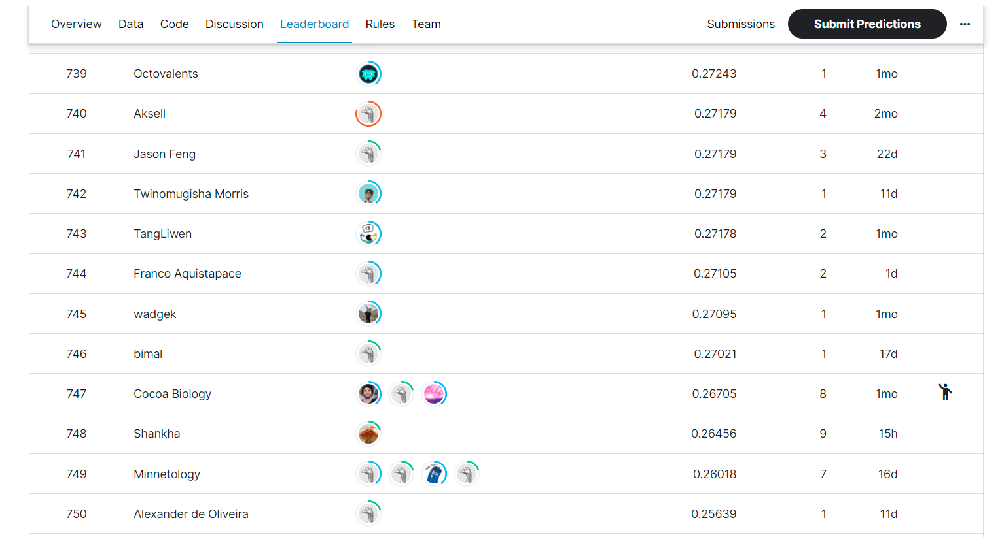 Overview Data Code Discussion Leaderboard Rules Team Submissions Submit Predictions ...
739 Octovalents 0.27243 1 1mo
740 Aksell 0.27179 4 2mo
741 Jason Feng 0.27179 3 22d
742 Twinomugisha Morris 0.27179 1 11d
743 TangLiwen 0.27178 2 1mo
744 Franco Aquistapace 0.27105 2 1d
745 wadgek 0.27095 1 1mo
746 bimal 0.27021 1 17d
747 Cocoa Biology 0.26705 8 1mo
748 Shankha 0.26456 9 15h
749 Minnetology 0.26018 7 16d
750 Alexander de Oliveira 0.25639 1 11d